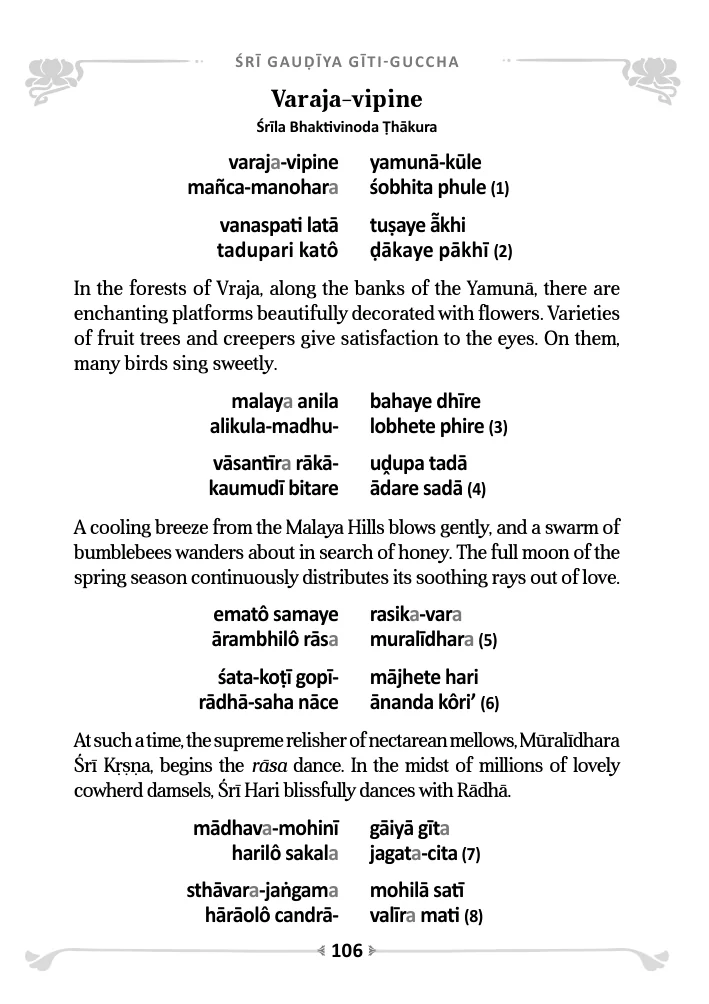 ŚRĪ GAUḌĪYA GĪTI-GUCCHA
Varaja-vipine
Śrīla Bhaktivinoda Ṭhākura
varaja-vipine yamunā-kūle
mañca-manohara śobhita phule (1)
vanaspati latā tuṣaye ā̃khi
tadupari katô ḍākaye pākhī (2)
In the forests of Vraja, along the banks of the Yamunā, there are
enchanting platforms beautifully decorated with flowers. Varieties
of fruit trees and creepers give satisfaction to the eyes. On them,
many birds sing sweetly.
malaya anila bahaye dhīre
alikula-madhu- lobhete phire (3)
vāsantīra rākā- uḓupa tadā
kaumudī bitare ādare sadā (4)
A cooling breeze from the Malaya Hills blows gently, and a swarm of
bumblebees wanders about in search of honey. The full moon of the
spring season continuously distributes its soothing rays out of love.
ematô samaye rasika-vara
ārambhilô rāsa muralīdhara (5)
śata-koṭī gopī- mājhete hari
rādhā-saha nāce ānanda kôri’ (6)
At such a time, the supreme relisher of nectarean mellows, Mūralīdhara
Śrī Kṛṣṇa, begins the rāsa dance. In the midst of millions of lovely
cowherd damsels, Śrī Hari blissfully dances with Rādhā.
mādhava-mohinī gāiyā gīta
harilô sakala jagata-cita (7)
sthāvara-jaṅgama mohilā satī
hārāolô candrā- valīra mati (8)
106